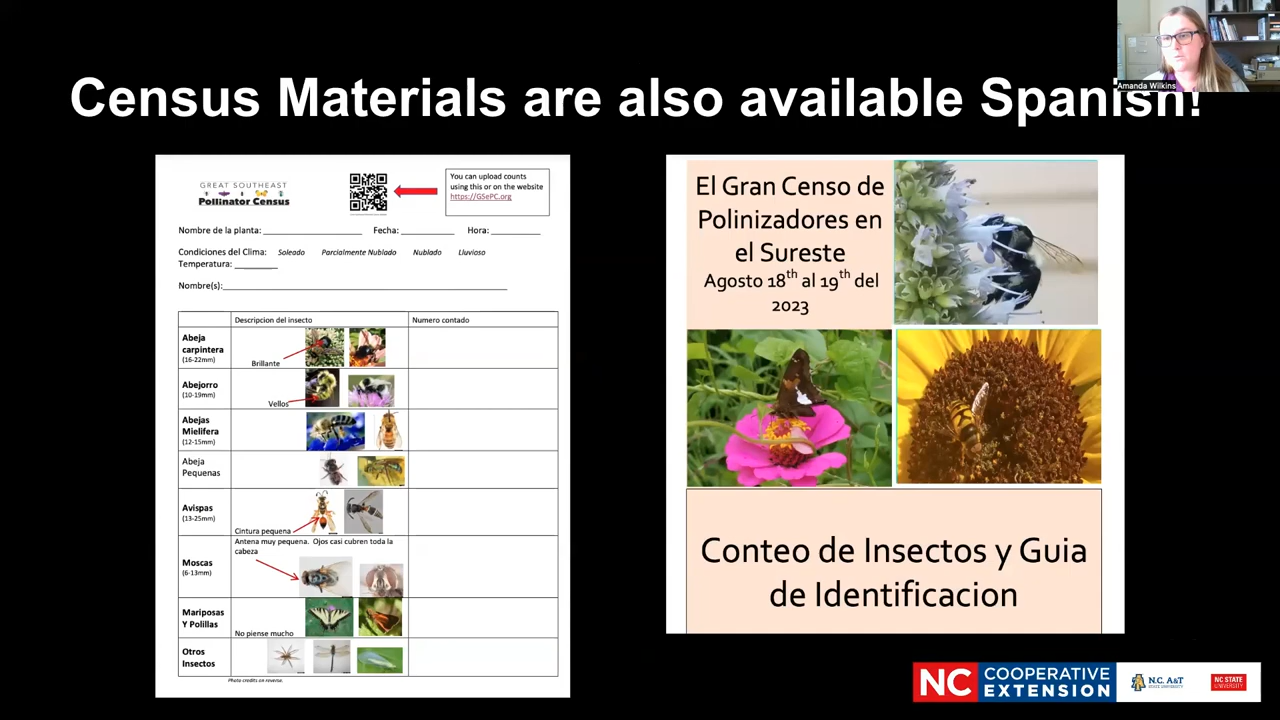 Census Materials are also available Spanish!
Amanda Wilkins
GREAT SOUTHEAST
Pollinator Census
You can upload counts
using this or on the website
https://GSePC.org
Nombre de la planta:
Fecha:
Hora:
Condiciones del Clima: Soleado Parcialmente Nublado Nublado Lluvioso
Temperatura:
Nombre(s):
Descripcion del insecto
Numero contado
Abeja
carpintera
(16-22mm)
Brillante
Abejorro
(10-19mm)
Vellos
Abejas
Mielifera
(12-15mm)
Abeja
Pequenas
Avispas
(13-25mm)
Cintura pequena
Antena muy pequena. Ojos casi cubren toda la
cabeza
Moscas
(6-13mm)
Mariposas
Y Polillas
No piense mucho
Otros
Insectos
Photo credits on reverse.
El Gran Censo de
Polinizadores en
el Sureste
Agosto 18th al 19th del
2023
Conteo de Insectos y Guia
de Identificacion
NC COOPERATIVE
EXTENSION
N.C. A&T
STATE UNIVERSITY
NC STATE
UNIVERSITY